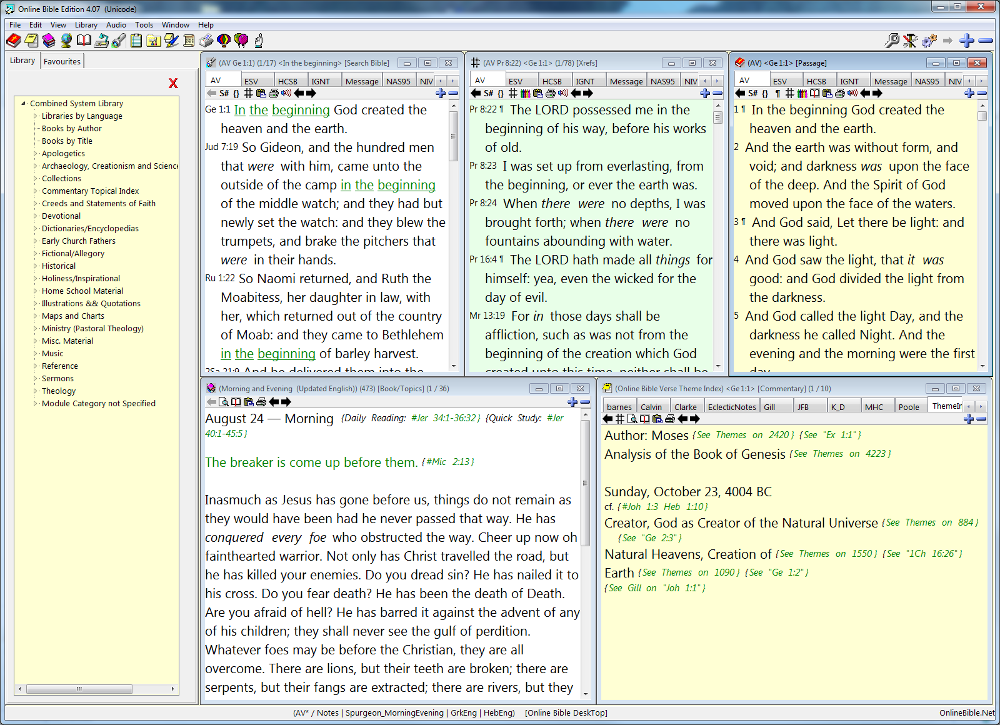 Online Bible Edition 4.07 (Unicode)
File Edit View Library Audio Tools Window Help
Library Favourites
Combined System Library
Libraries by Language
Books by Author
Books by Title
Apologetics
Archaeology, Creationism and Science
Collections
Commentary Topical Index
Creeds and Statements of Faith
Devotional
Dictionaries/Encyclopedias
Early Church Fathers
Fictional/Allegory
Historical
Holiness/Inspirational
Home School Material
Illustrations && Quotations
Maps and Charts
Ministry (Pastoral Theology)
Misc. Material
Music
Reference
Sermons
Theology
Module Category not Specified
(AV Ge 1:1) (1/17) <In the beginning> [Search Bible]
AV ESV HCSB IGNT Message NAS95 NIV
S# {}
Ge 1:1 In the beginning God created the
heaven and the earth.
Jud 7:19 So Gideon, and the hundred men
that were with him, came unto the
outside of the camp in the beginning
of the middle watch; and they had but
newly set the watch: and they blew the
trumpets, and brake the pitchers that
were in their hands.
Ru 1:22 So Naomi returned, and Ruth the
Moabitess, her daughter in law, with
her, which returned out of the country
of Moab: and they came to Bethlehem
in the beginning of barley harvest.
2Sa 21:9 And he delivered them into the
(AV Pr 8:22) <Ge 1:1> (1/78) [Xrefs]
AV ESV HCSB IGNT Message NAS95 NIV
S# {}
Pr 8:22 ¶ The LORD possessed me in the
beginning of his way, before his works
of old.
Pr 8:23 I was set up from everlasting, from
the beginning, or ever the earth was.
Pr 8:24 When there were no depths, I was
brought forth; when there were no
fountains abounding with water.
Pr 16:4 ¶ The LORD hath made all things for
himself: yea, even the wicked for the
day of evil.
Mr 13:19 For in those days shall be
affliction, such as was not from the
beginning of the creation which God
created unto this time, neither shall be
(AV) <Ge 1:1> [Passage]
AV ESV HCSB IGNT Message NAS95 NIV
S# {} ¶
1 ¶ In the beginning God created the
heaven and the earth.
2 And the earth was without form, and
void; and darkness was upon the face
of the deep. And the Spirit of God
moved upon the face of the waters.
3 ¶ And God said, Let there be light: and
there was light.
4 And God saw the light, that it was
good: and God divided the light from
the darkness.
5 And God called the light Day, and the
darkness he called Night. And the
evening and the morning were the first
day.
(Morning and Evening (Updated English)) (473) [Book/Topics] (1 / 36)
August 24 — Morning {Daily Reading: #Jer 34:1-36:32} {Quick Study: #Jer
40:1-45:5}
The breaker is come up before them. {#Mic 2:13}
Inasmuch as Jesus has gone before us, things do not remain as
they would have been had he never passed that way. He has
conquered every foe who obstructed the way. Cheer up now oh
fainthearted warrior. Not only has Christ travelled the road, but
he has killed your enemies. Do you dread sin? He has nailed it to
his cross. Do you fear death? He has been the death of Death.
Are you afraid of hell? He has barred it against the advent of any
of his children; they shall never see the gulf of perdition.
Whatever foes may be before the Christian, they are all
overcome. There are lions, but their teeth are broken; there are
serpents, but their fangs are extracted; there are rivers, but they
(Online Bible Verse Theme Index) <Ge 1:1> [Commentary] (1 / 10)
barnes Calvin Clarke EclecticNotes Gill JFB K_D MHC Poole ThemeIr
Author: Moses {See Themes on 2420} {See "Ex 1:1"}
Analysis of the Book of Genesis {See Themes on 4223}
Sunday, October 23, 4004 BC
cf. {#Joh 1:3 Heb 1:10}
Creator, God as Creator of the Natural Universe {See Themes on 884}
{See "Ge 2:3"}
Natural Heavens, Creation of {See Themes on 1550} {See "1Ch 16:26"}
Earth {See Themes on 1090} {See "Ge 1:2"}
{See Gill on "Joh 1:1"}
(AV* / Notes | Spurgeon_MorningEvening | GrkEng | HebEng) [Online Bible DeskTop]
OnlineBible.Net